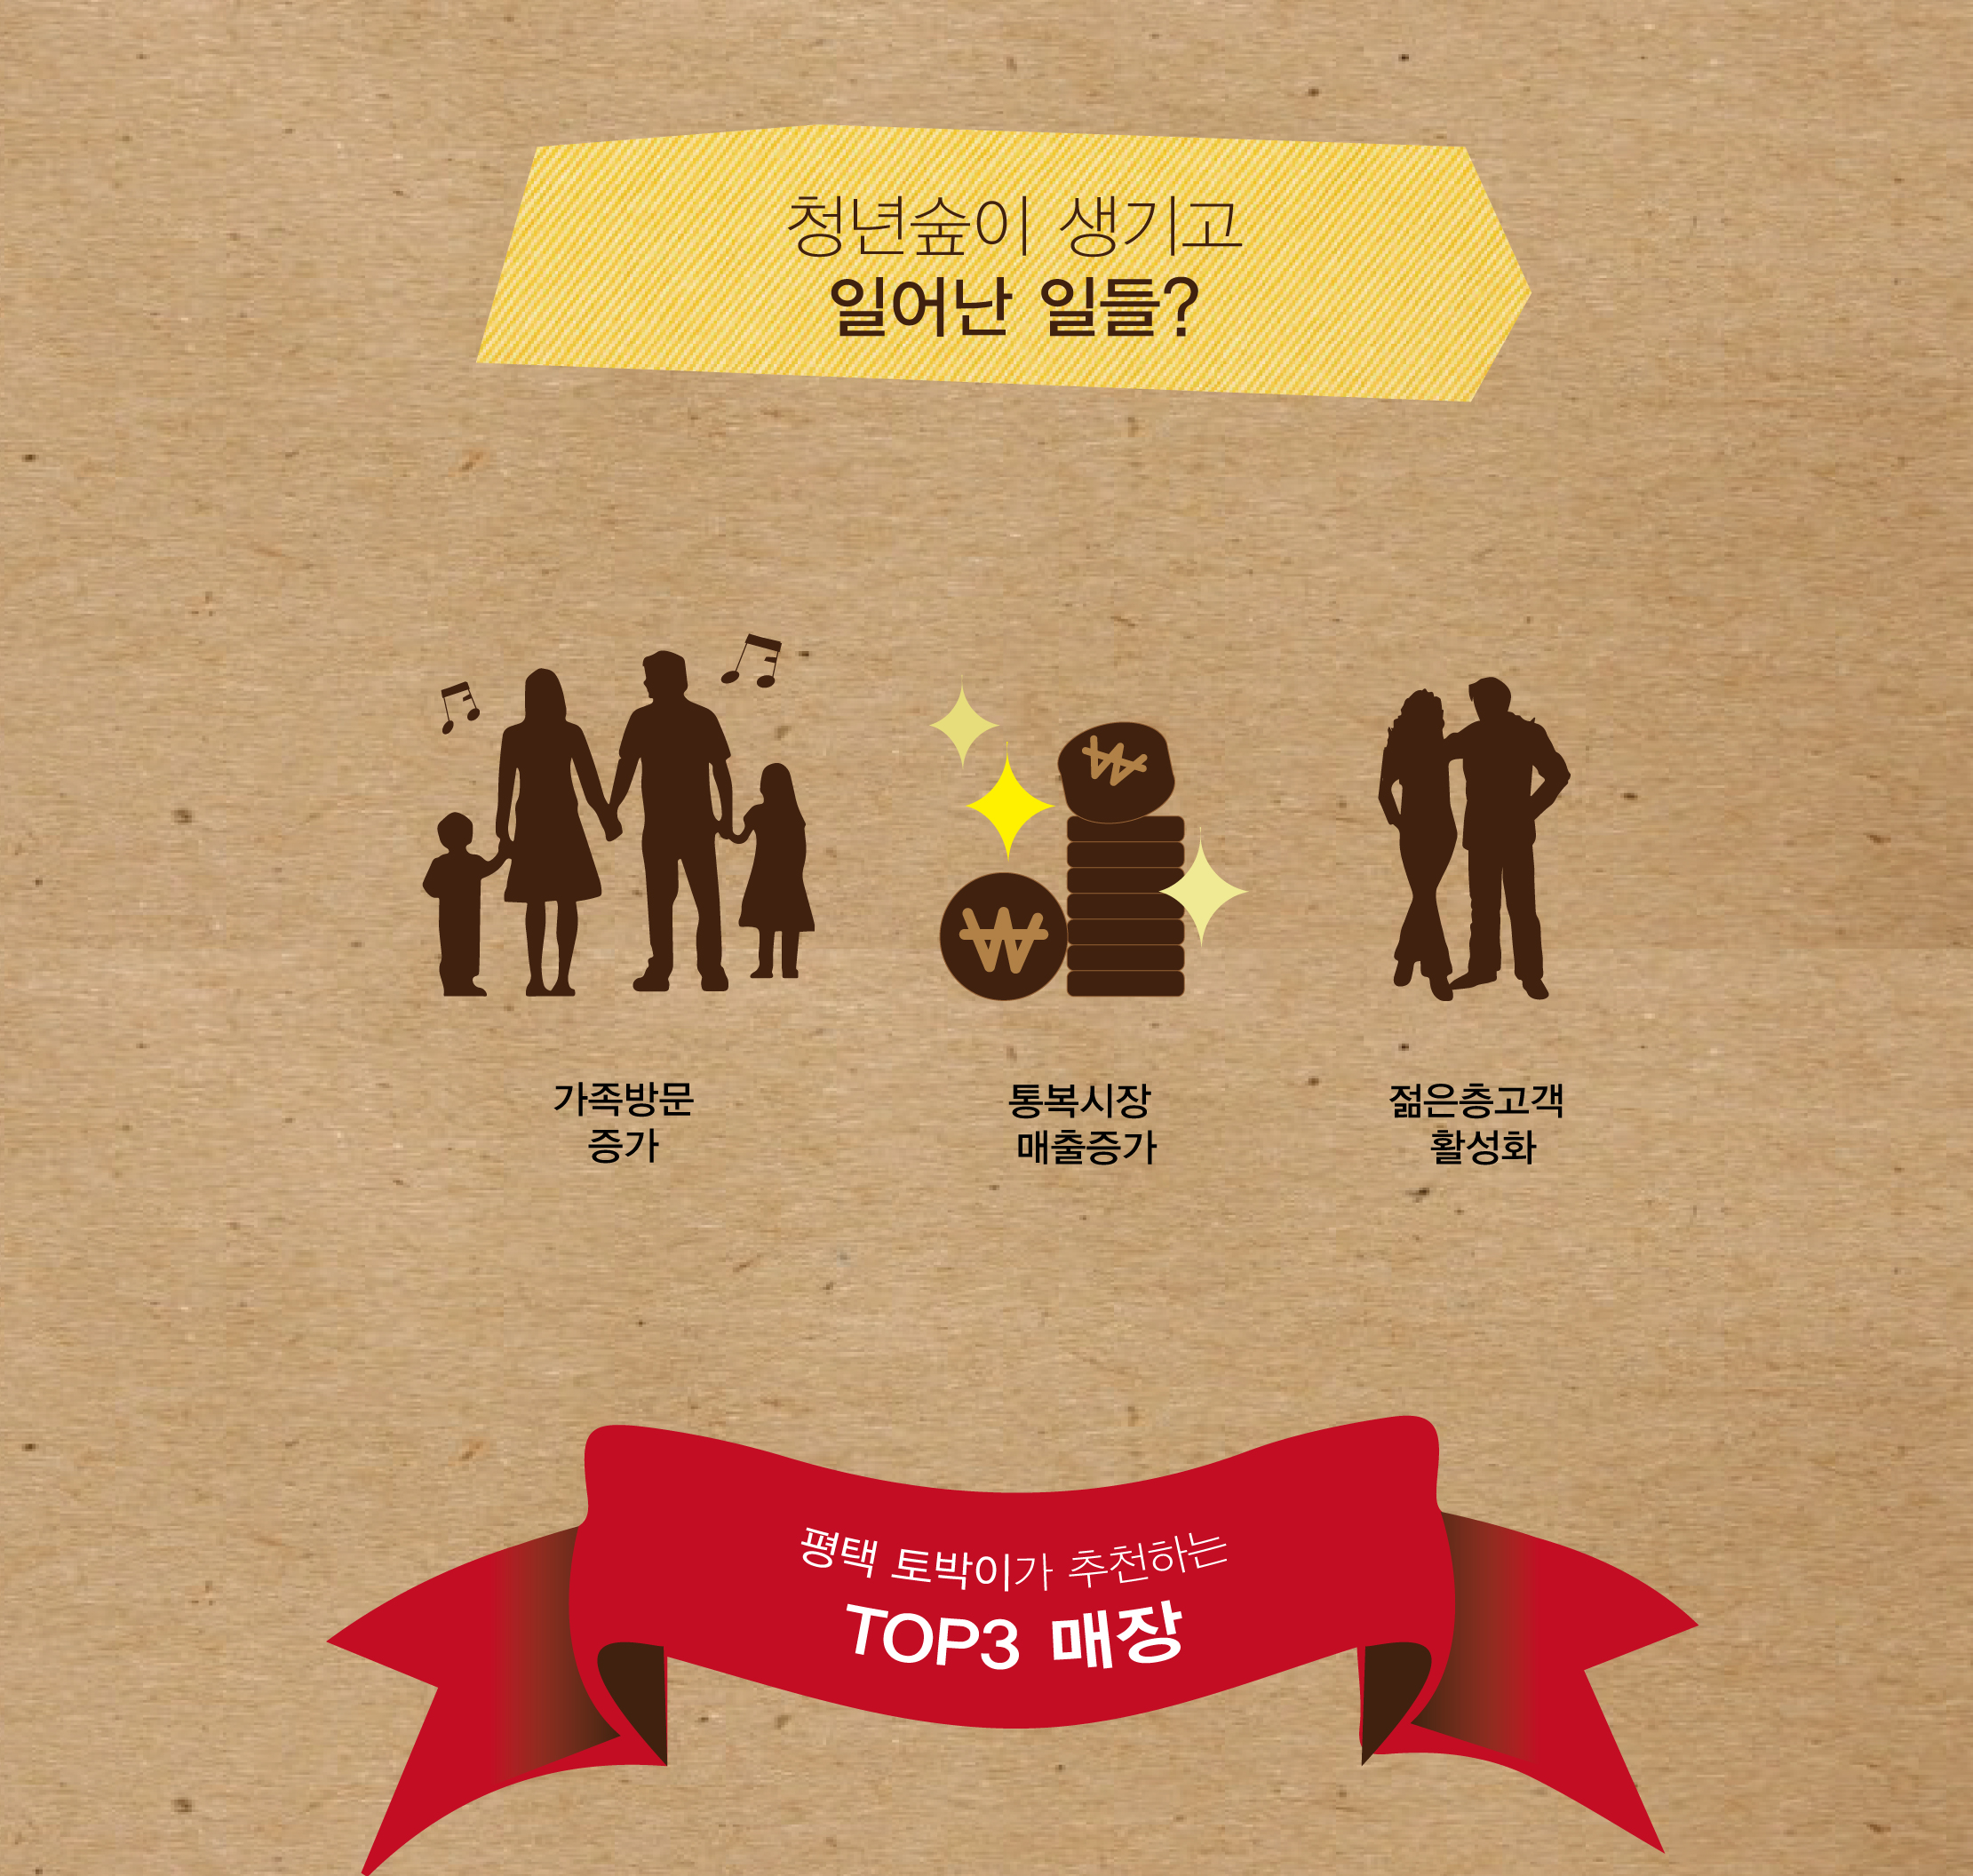 청년숲이 생기고
일어난 일들?
가족방문
증가
통복시장
매출증가
젊은층고객
활성화
평택 토박이가 추천하는
TOP3 매장